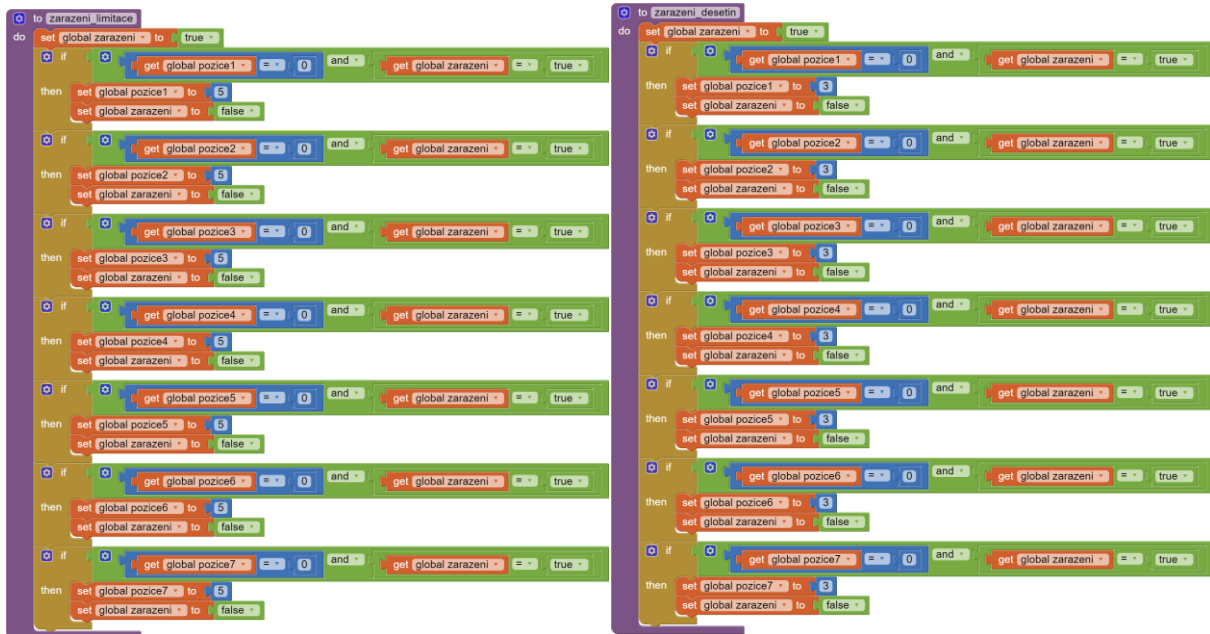 to zarazeni_limitace
do set global zarazeni to true
if get global pozice1 = 0 and get global zarazeni = true
then set global pozice1 to 5
set global zarazeni to false
if get global pozice2 = 0 and get global zarazeni = true
then set global pozice2 to 5
set global zarazeni to false
if get global pozice3 = 0 and get global zarazeni = true
then set global pozice3 to 5
set global zarazeni to false
if get global pozice4 = 0 and get global zarazeni = true
then set global pozice4 to 5
set global zarazeni to false
if get global pozice5 = 0 and get global zarazeni = true
then set global pozice5 to 5
set global zarazeni to false
if get global pozice6 = 0 and get global zarazeni = true
then set global pozice6 to 5
set global zarazeni to false
if get global pozice7 = 0 and get global zarazeni = true
then set global pozice7 to 5
set global zarazeni to false
to zarazeni_desetin
do set global zarazeni to true
if get global pozice1 = 0 and get global zarazeni = true
then set global pozice1 to 3
set global zarazeni to false
if get global pozice2 = 0 and get global zarazeni = true
then set global pozice2 to 3
set global zarazeni to false
if get global pozice3 = 0 and get global zarazeni = true
then set global pozice3 to 3
set global zarazeni to false
if get global pozice4 = 0 and get global zarazeni = true
then set global pozice4 to 3
set global zarazeni to false
if get global pozice5 = 0 and get global zarazeni = true
then set global pozice5 to 3
set global zarazeni to false
if get global pozice6 = 0 and get global zarazeni = true
then set global pozice6 to 3
set global zarazeni to false
if get global pozice7 = 0 and get global zarazeni = true
then set global pozice7 to 3
set global zarazeni to false